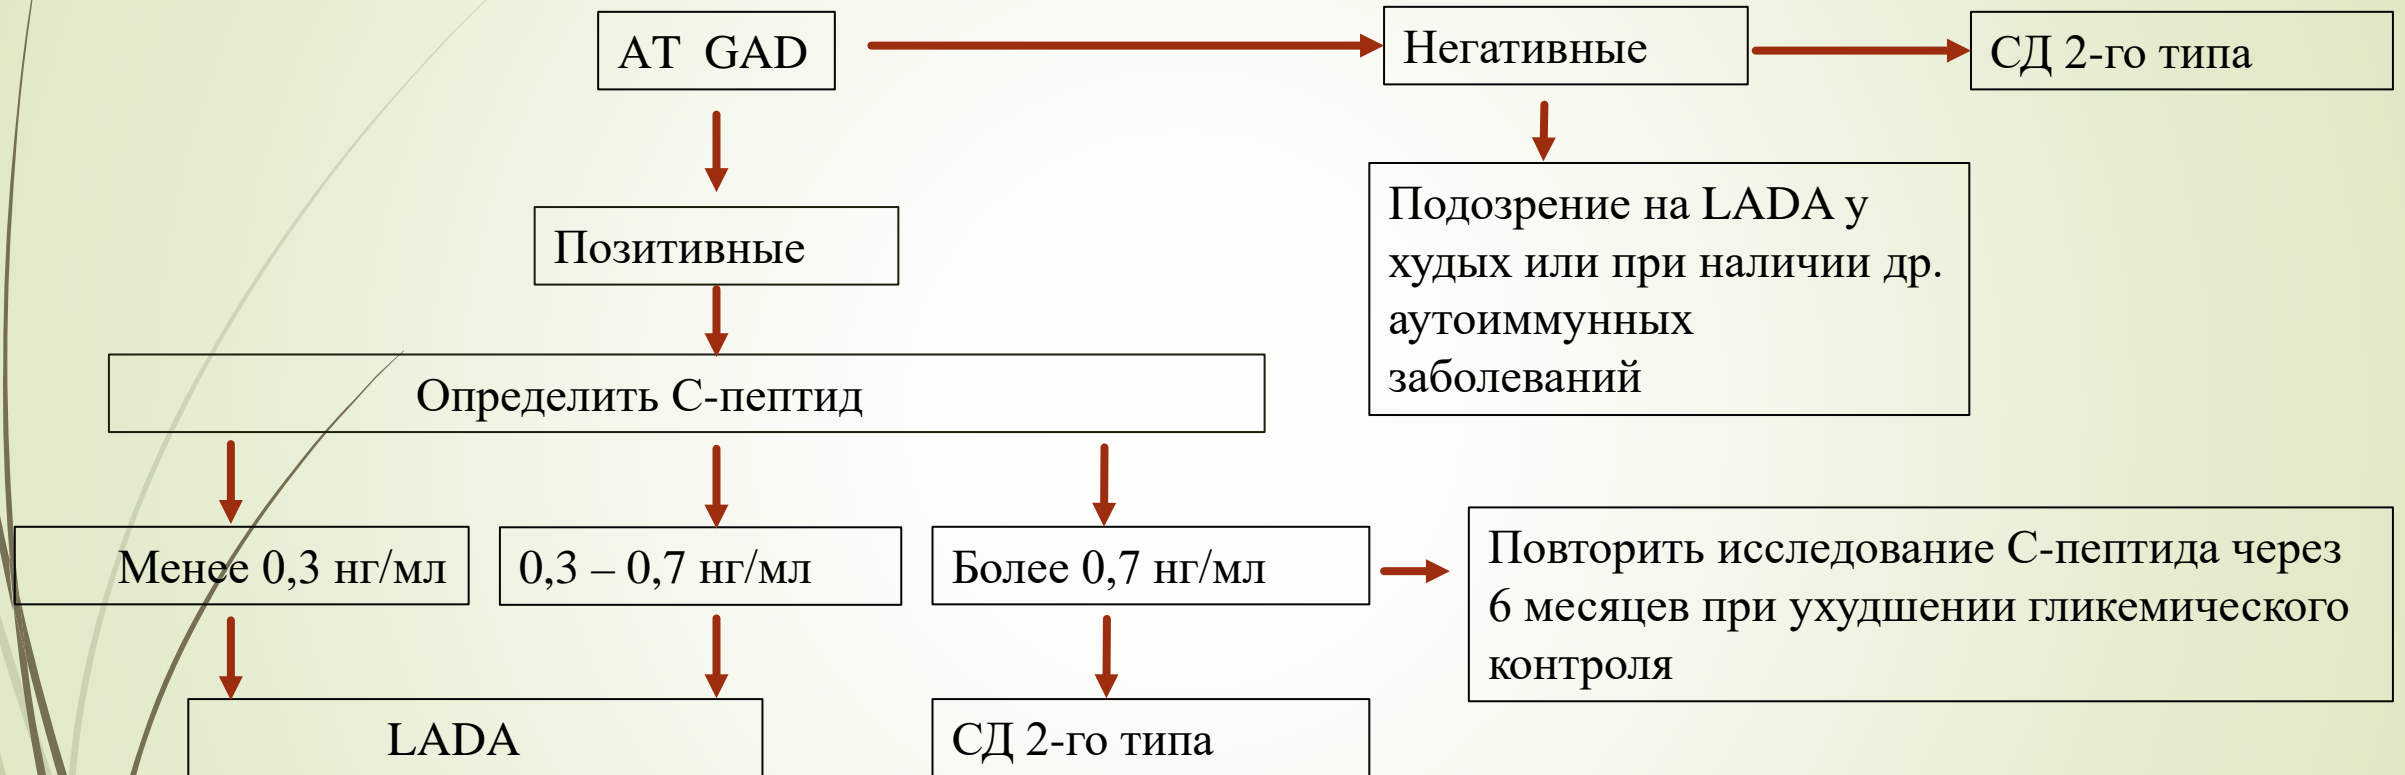 АТ GAD
Негативные
СД 2-го типа
Позитивные
Подозрение на LADA у
худых или при наличии др.
аутоиммунных
заболеваний
Определить С-пептид
Менее 0,3 нг/мл
0,3 – 0,7 нг/мл
Более 0,7 нг/мл
Повторить исследование С-пептида через
6 месяцев при ухудшении гликемического
контроля
LADA
СД 2-го типа